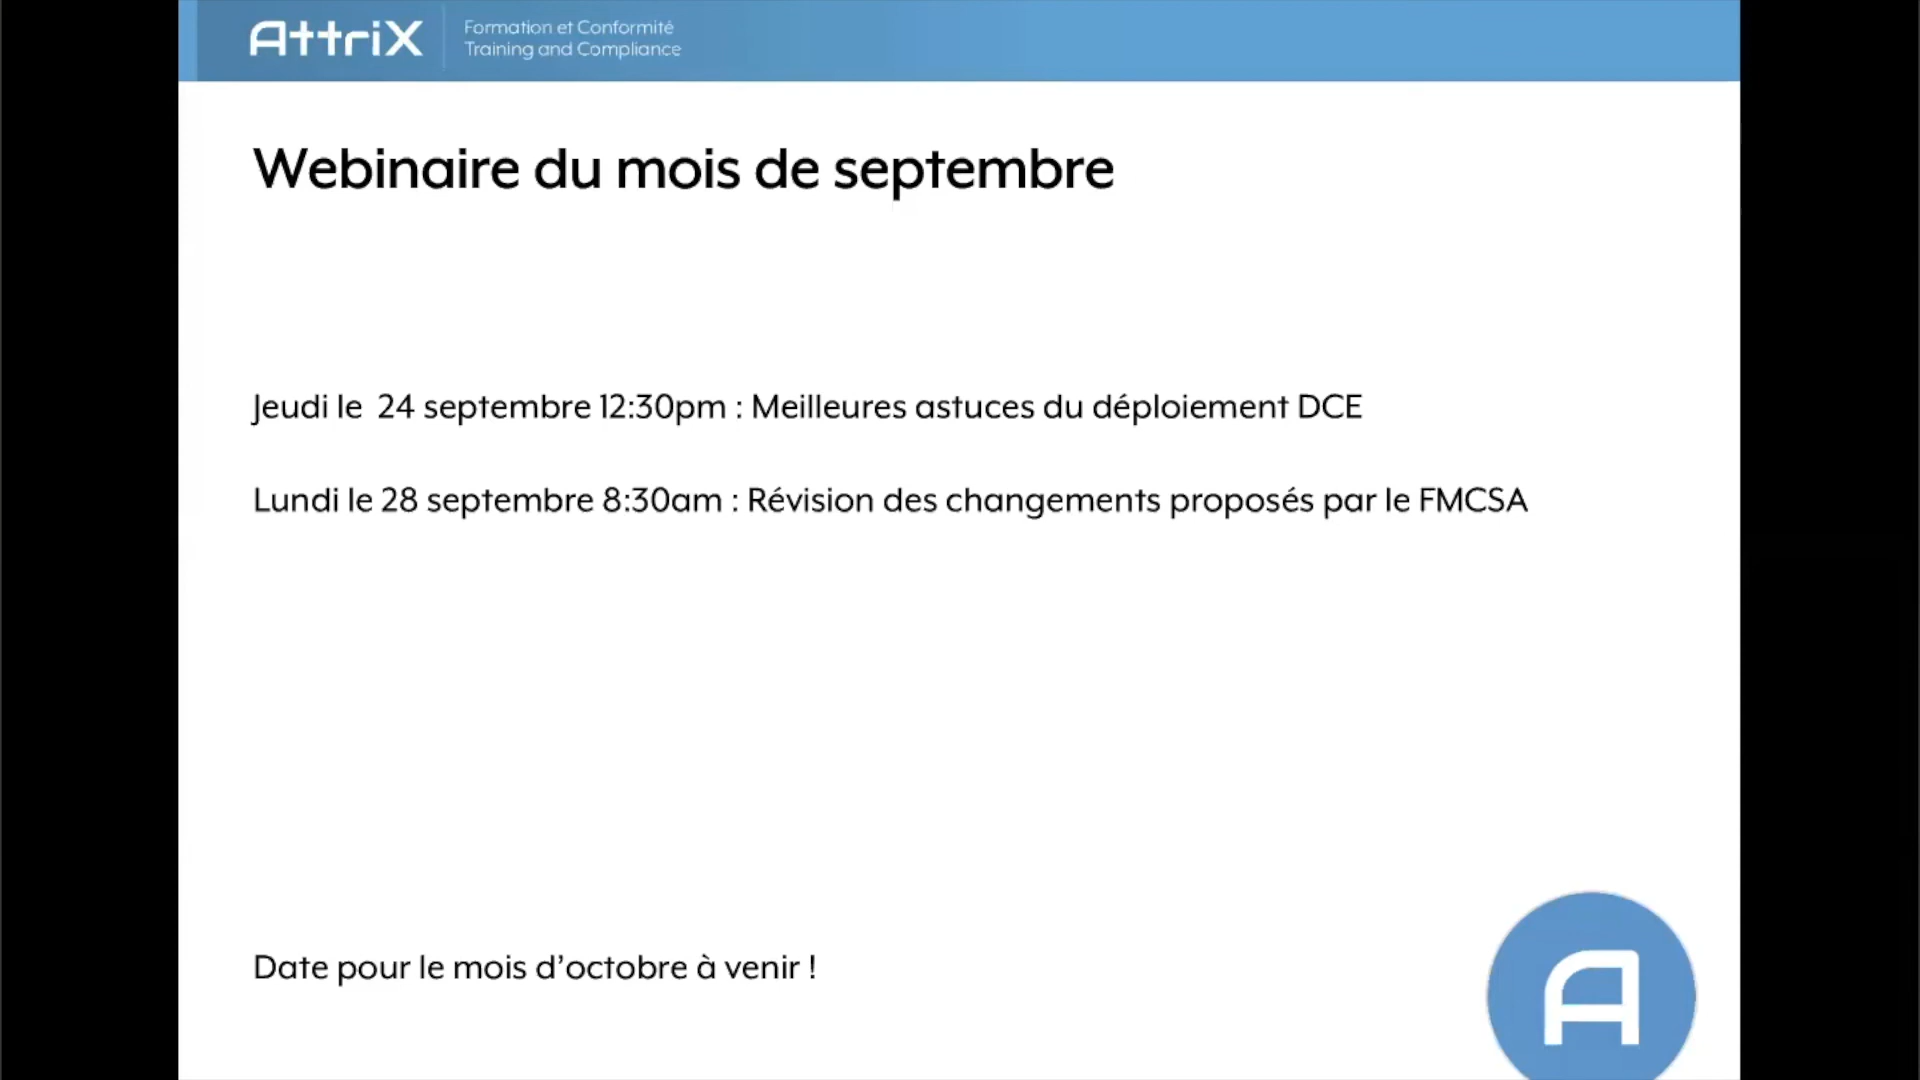 AttriX
Formation et Conformité
Training and Compliance
Webinaire du mois de septembre
Jeudi le 24 septembre 12:30pm : Meilleures astuces du déploiement DCE
Lundi le 28 septembre 8:30am : Révision des changements proposés par le FMCSA
Date pour le mois d’octobre à venir !
A